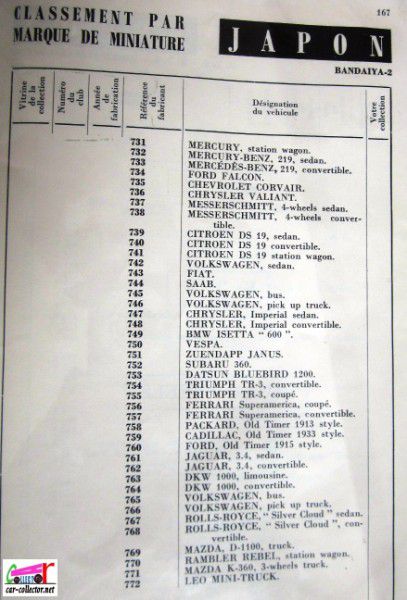 167
CLASSEMENT PAR
MARQUE DE MINIATURE
JAPON
BANDAIYA-2
Vitrine de la collection
Numéro du club
Année de fabrication
Référence du fabricant
Désignation du véhicule
Votre collection
731 MERCURY, station wagon.
732 MERCURY-BENZ, 219, sedan.
733 MERCÉDÈS-BENZ, 219, convertible.
734 FORD FALCON.
735 CHEVROLET CORVAIR.
736 CHRYSLER VALIANT.
737 MESSERSCHMITT, 4-wheels sedan.
738 MESSERSCHMITT, 4-wheels conver-
tible.
739 CITROEN DS 19, sedan.
740 CITROEN DS 19 convertible.
741 CITROEN DS 19 station wagon.
742 VOLKSWAGEN, sedan.
743 FIAT.
744 SAAB.
745 VOLKSWAGEN, bus.
746 VOLKSWAGEN, pick up truck.
747 CHRYSLER, Imperial sedan.
748 CHRYSLER, Imperial convertible.
749 BMW ISETTA " 600 ".
750 VESPA.
751 ZUENDAPP JANUS.
752 SUBARU 360.
753 DATSUN BLUEBIRD 1200.
754 TRIUMPH TR-3, convertible.
755 TRIUMPH TR-3, coupé.
756 FERRARI Superamerica, coupé.
757 FERRARI Superamerica, convertible.
758 PACKARD, Old Timer 1913 style.
759 CADILLAC, Old Timer 1933 style.
760 FORD, Old Timer 1915 style.
761 JAGUAR, 3.4, sedan.
762 JAGUAR, 3.4, convertible.
763 DKW 1000, limousine.
764 DKW 1000, convertible.
765 VOLKSWAGEN, bus.
766 VOLKSWAGEN, pick up truck.
767 ROLLS-ROYCE, " Silver Cloud " sedan.
768 ROLLS-ROYCE, " Silver Cloud ", con-
vertible.
769 MAZDA, D-1100, truck.
770 RAMBLER REBEL, station wagon.
771 MAZDA K-360, 3-wheels truck.
772 LEO MINI-TRUCK.
car-collector.net